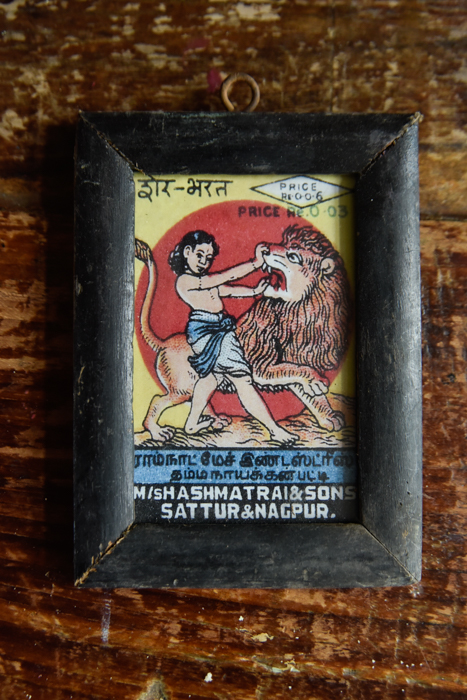 शेर-भरत
PRICE
Rs.0-0-6
PRICE Re.0-03
ராம்நாட் மேச் இண்டஸ்ட்ரீஸ்
தம்மநாயக்கன்பட்டி
M/S HASHMATRAI & SONS
SATTUR & NAGPUR.